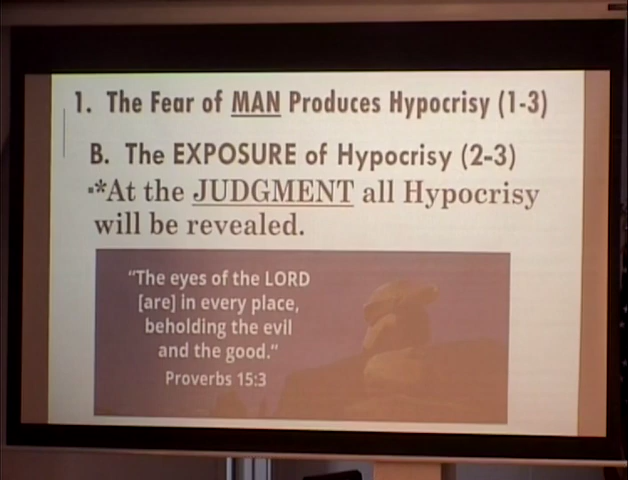 1. The Fear of MAN Produces Hypocrisy (1-3)
B. The EXPOSURE of Hypocrisy (2-3)
▪*At the JUDGMENT all Hypocrisy
will be revealed.
“The eyes of the LORD
[are] in every place,
beholding the evil
and the good.”
Proverbs 15:3